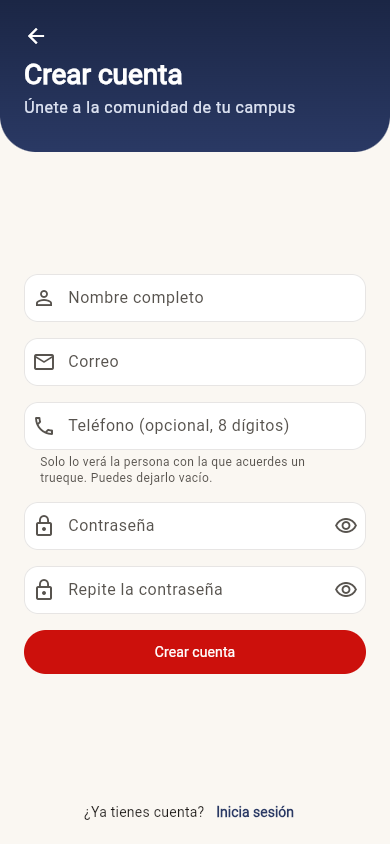 Crear cuenta
Únete a la comunidad de tu campus
Nombre completo
Correo
Teléfono (opcional, 8 dígitos)
Solo lo verá la persona con la que acuerdes un
trueque. Puedes dejarlo vacío.
Contraseña
Repite la contraseña
Crear cuenta
¿Ya tienes cuenta? Inicia sesión